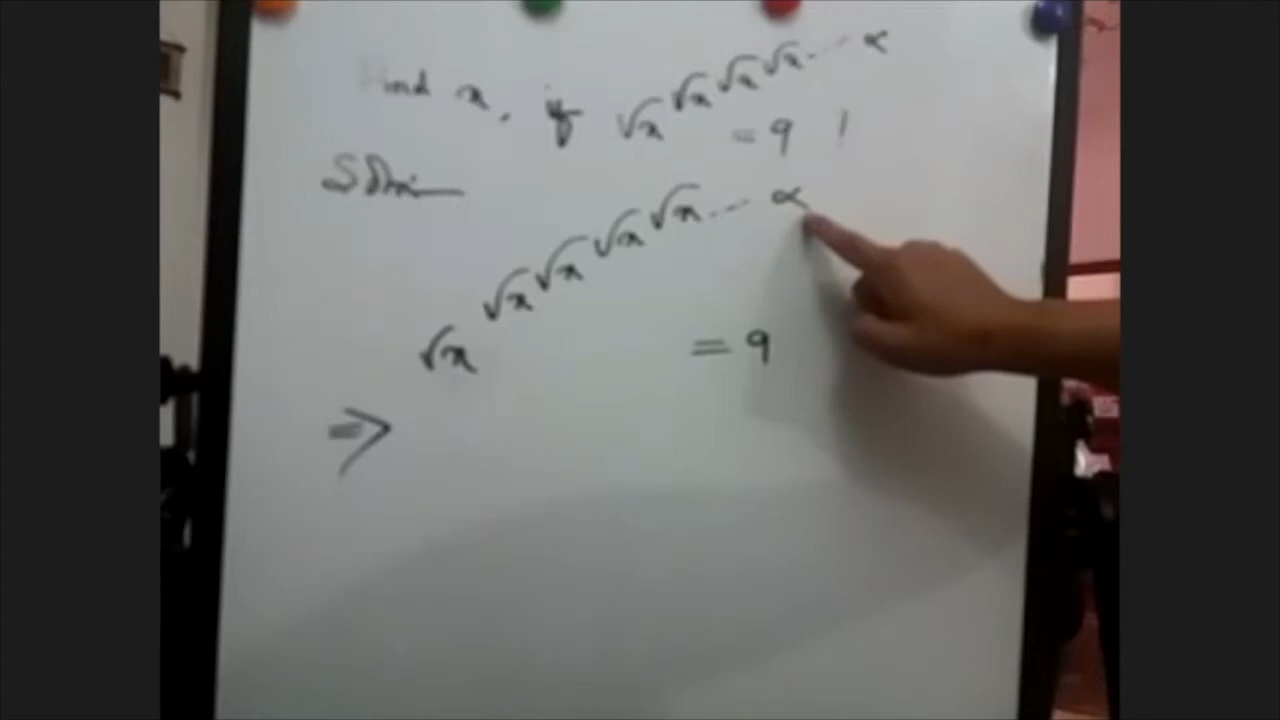 Find x, if √x^√x^√x^√x.... ∝
= 9 !
Soln
√x^√x^√x^√x^√x.... ∝
= 9
⇒